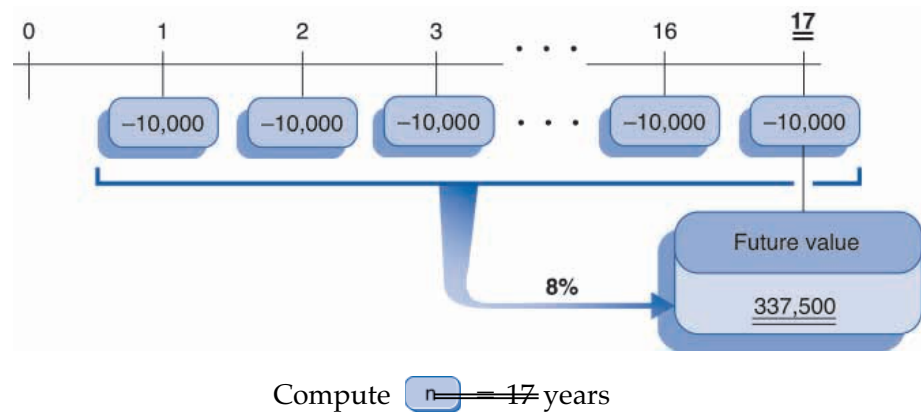 0 1 2 3 • • • 16 17
–10,000 –10,000 –10,000 • • • –10,000 –10,000
Future value
8%
337,500
Compute n = 17 years